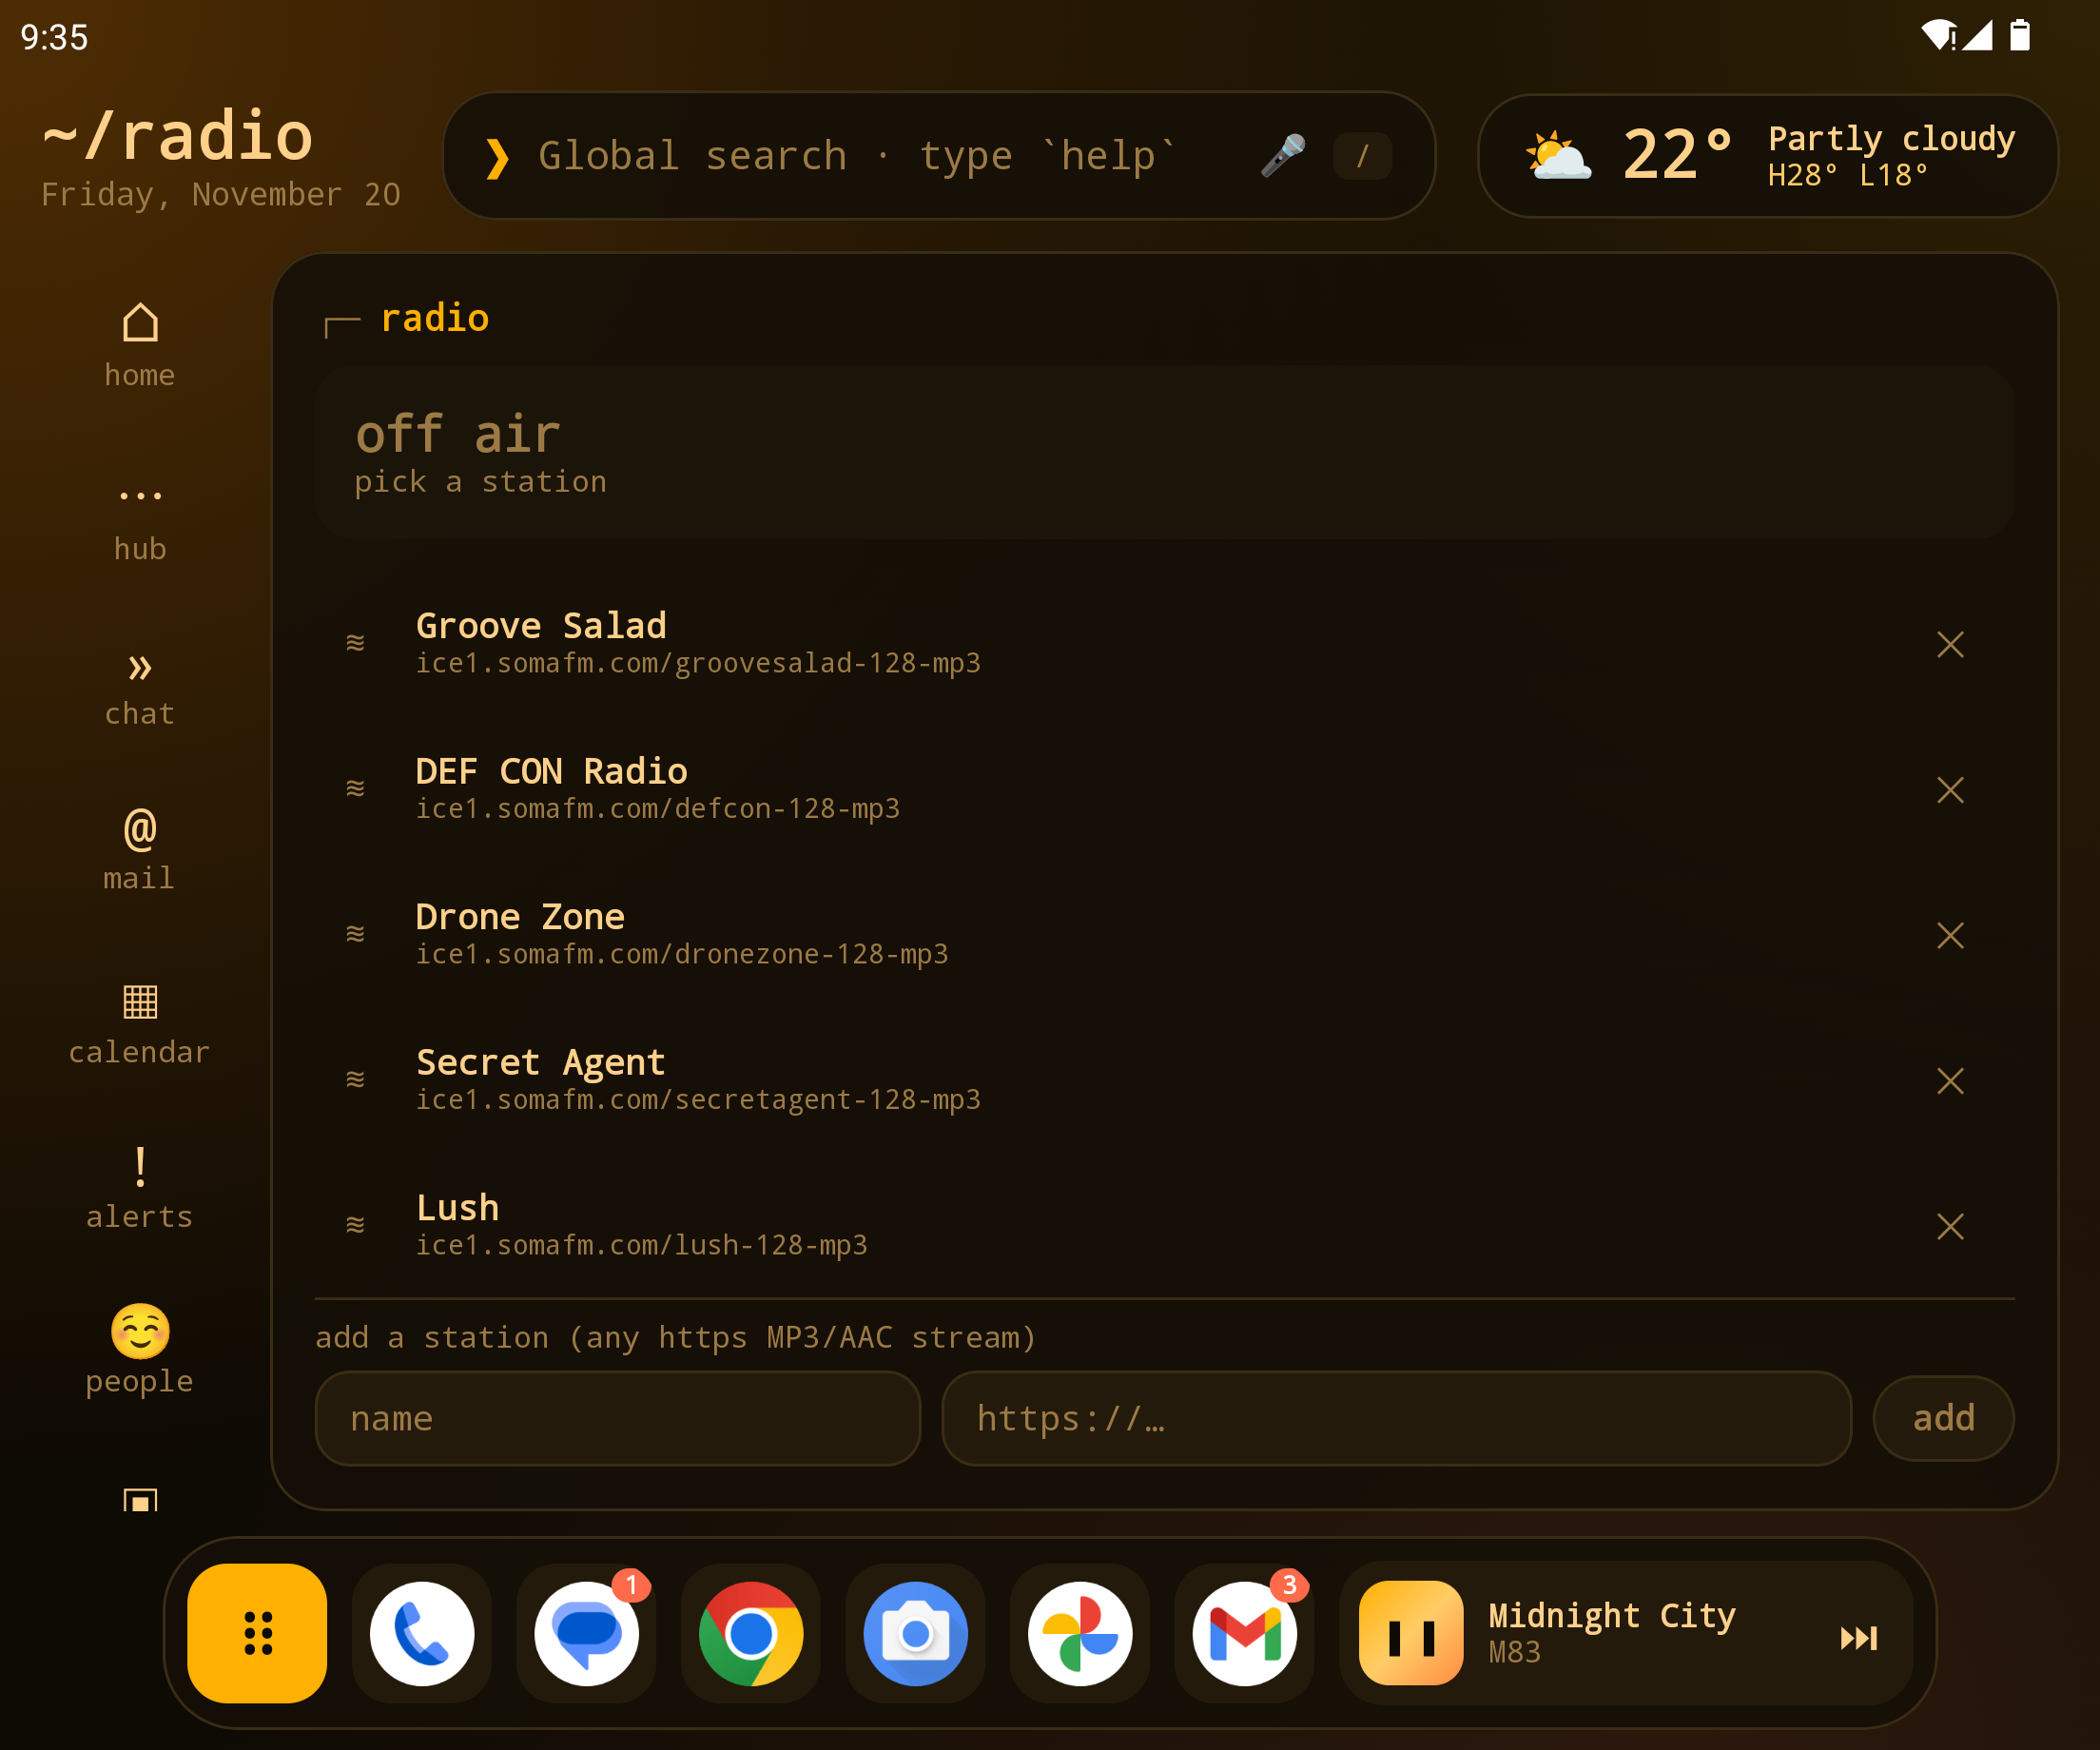 9:35
~/radio
Friday, November 20
❯ Global search · type `help`
/
22°
Partly cloudy
H28° L18°
home
hub
chat
mail
calendar
alerts
people
radio
off air
pick a station
Groove Salad
ice1.somafm.com/groovesalad-128-mp3
DEF CON Radio
ice1.somafm.com/defcon-128-mp3
Drone Zone
ice1.somafm.com/dronezone-128-mp3
Secret Agent
ice1.somafm.com/secretagent-128-mp3
Lush
ice1.somafm.com/lush-128-mp3
add a station (any https MP3/AAC stream)
name
https://…
add
1
3
Midnight City
M83